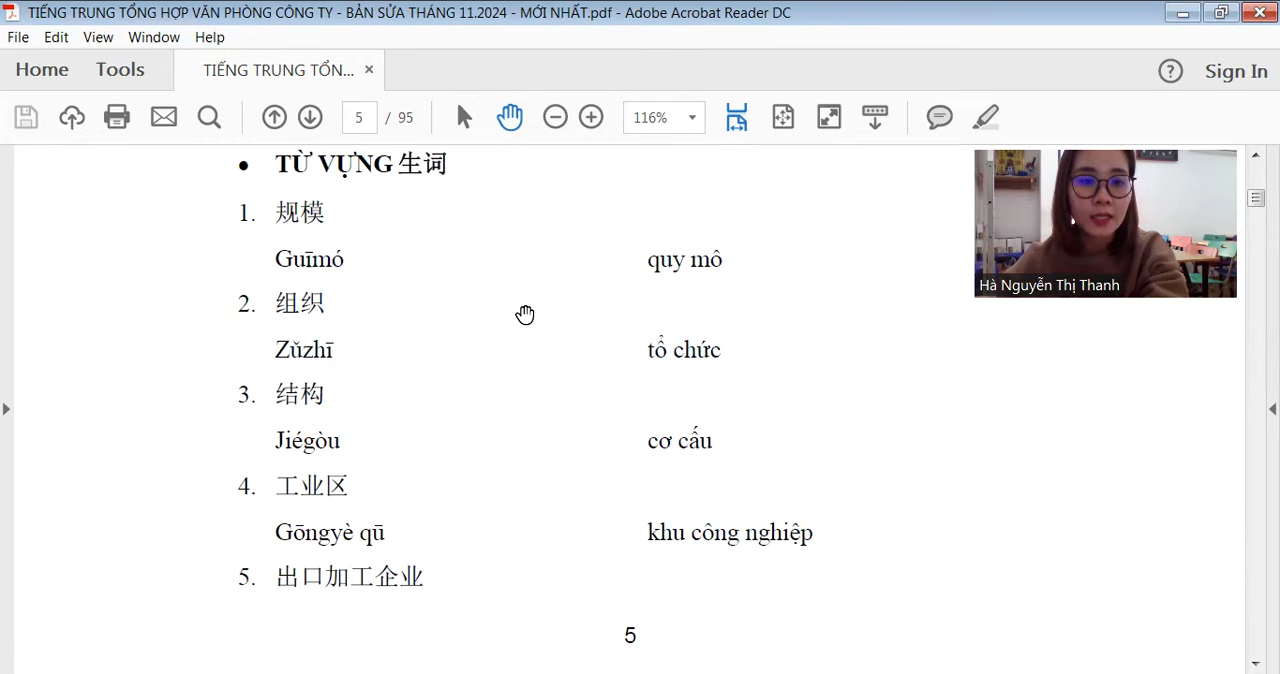 TIẾNG TRUNG TỔNG HỢP VĂN PHÒNG CÔNG TY - BẢN SỬA THÁNG 11.2024 - MỚI NHẤT.pdf - Adobe Acrobat Reader DC
File Edit View Window Help
Home Tools TIẾNG TRUNG TỔN... × ? Sign In
5 / 95 116%
• TỪ VỰNG 生词
1. 规模
Guīmó quy mô
2. 组织
Zǔzhī tổ chức
3. 结构
Jiégòu cơ cấu
4. 工业区
Gōngyè qū khu công nghiệp
5. 出口加工企业
5
Hà Nguyễn Thị Thanh